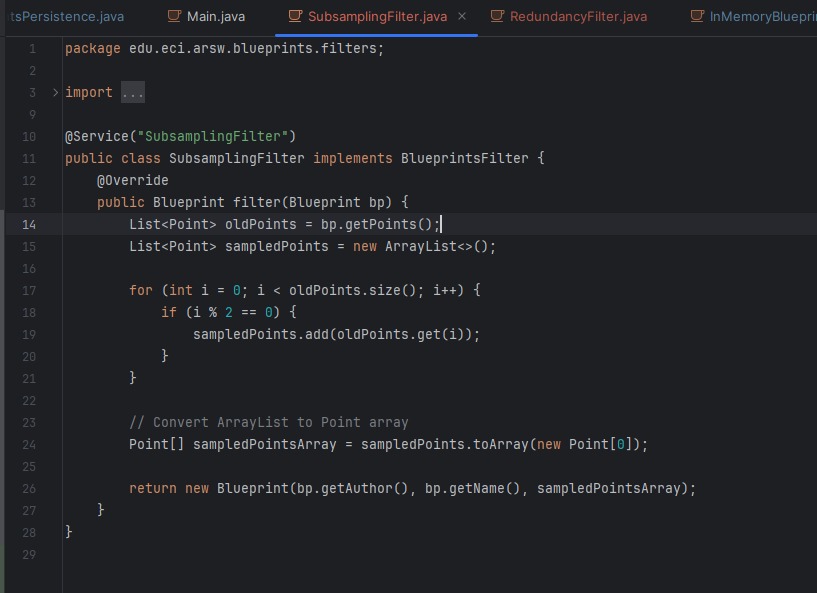 tsPersistence.java Main.java SubsamplingFilter.java × RedundancyFilter.java InMemoryBlueprin
1 package edu.eci.arsw.blueprints.filters;
2
3 import ...
9
10 @Service("SubsamplingFilter")
11 public class SubsamplingFilter implements BlueprintsFilter {
12     @Override
13     public Blueprint filter(Blueprint bp) {
14         List<Point> oldPoints = bp.getPoints();
15         List<Point> sampledPoints = new ArrayList<>();
16
17         for (int i = 0; i < oldPoints.size(); i++) {
18             if (i % 2 == 0) {
19                 sampledPoints.add(oldPoints.get(i));
20             }
21         }
22
23         // Convert ArrayList to Point array
24         Point[] sampledPointsArray = sampledPoints.toArray(new Point[0]);
25
26         return new Blueprint(bp.getAuthor(), bp.getName(), sampledPointsArray);
27     }
28 }
29